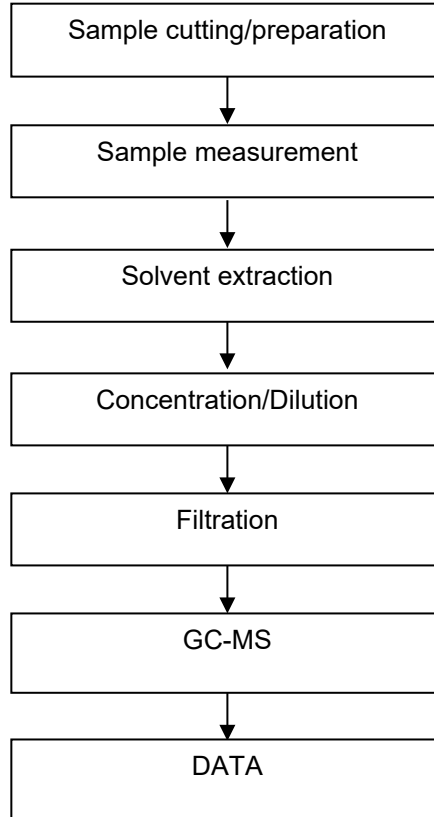 Sample cutting/preparation
Sample measurement
Solvent extraction
Concentration/Dilution
Filtration
GC-MS
DATA